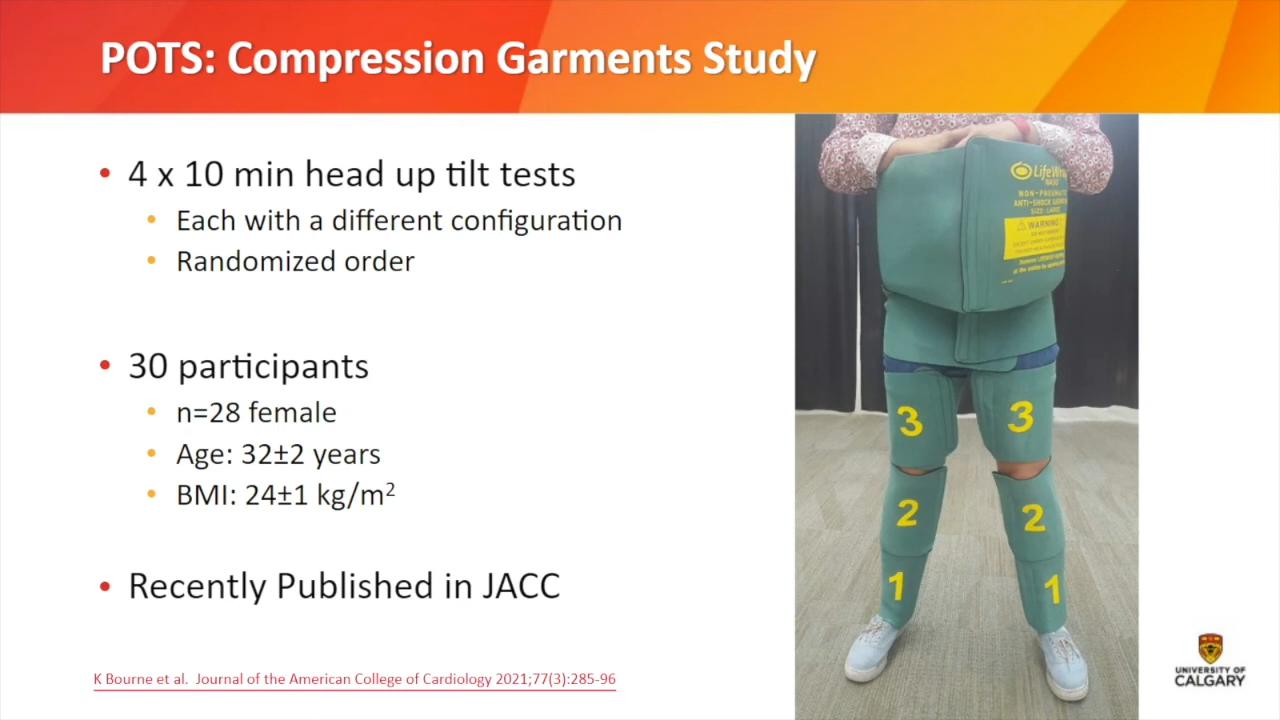 POTS: Compression Garments Study
• 4 x 10 min head up tilt tests
• Each with a different configuration
• Randomized order
• 30 participants
• n=28 female
• Age: 32±2 years
• BMI: 24±1 kg/m²
• Recently Published in JACC
K Bourne et al. Journal of the American College of Cardiology 2021;77(3):285-96
LifeWrap
NASG
NON-PNEUMATIC
ANTI-SHOCK GARMENT
SIZE: LARGE
WARNING
3 3
2 2
1 1
UNIVERSITY OF
CALGARY